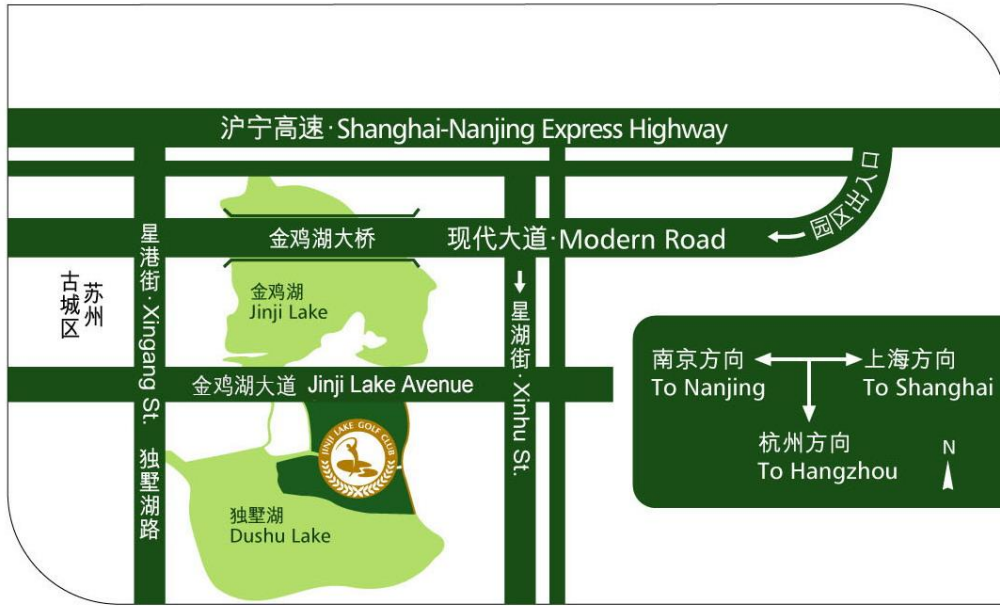 沪宁高速·Shanghai-Nanjing Express Highway
园区出入口
金鸡湖大桥
现代大道·Modern Road
星港街·Xingang St.
独墅湖路
苏州
古城区
金鸡湖
Jinji Lake
星湖街·Xinhu St.
金鸡湖大道 Jinji Lake Avenue
JINJI LAKE GOLF CLUB
独墅湖
Dushu Lake
南京方向
To Nanjing
上海方向
To Shanghai
杭州方向
To Hangzhou
N